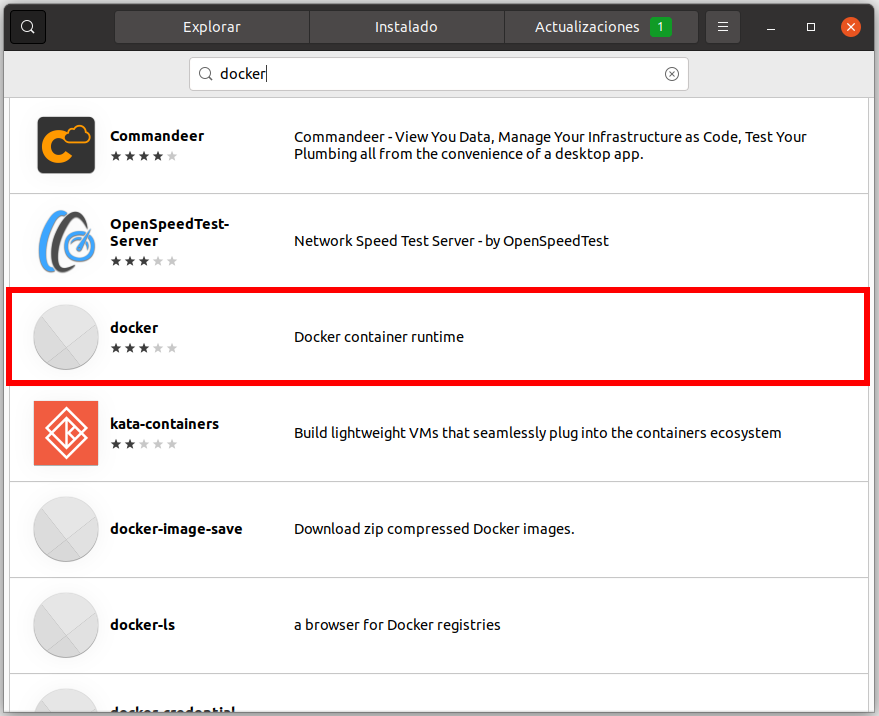 Explorar
Instalado
Actualizaciones 1
docker
Commandeer
Commandeer - View You Data, Manage Your Infrastructure as Code, Test Your
Plumbing all from the convenience of a desktop app.
OpenSpeedTest-
Server
Network Speed Test Server - by OpenSpeedTest
docker
Docker container runtime
kata-containers
Build lightweight VMs that seamlessly plug into the containers ecosystem
docker-image-save
Download zip compressed Docker images.
docker-ls
a browser for Docker registries
docker-credential